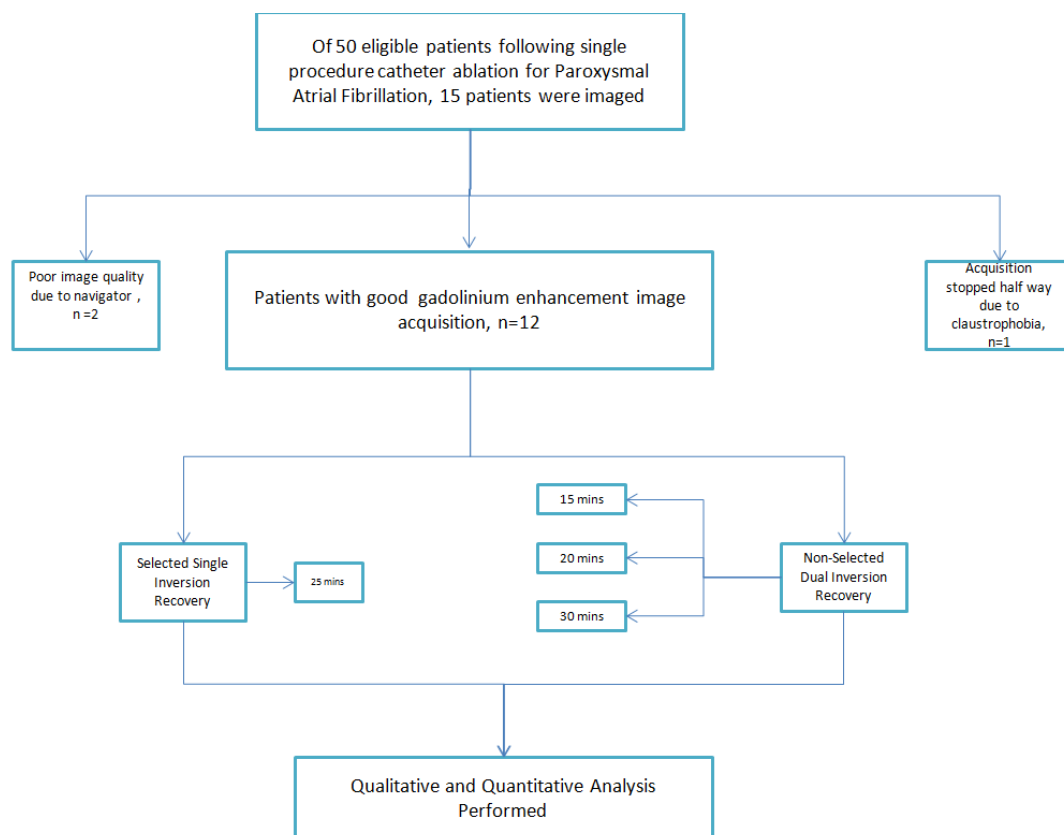 Of 50 eligible patients following single
procedure catheter ablation for Paroxysmal
Atrial Fibrillation, 15 patients were imaged
Poor image quality
due to navigator ,
n =2
Patients with good gadolinium enhancement image
acquisition, n=12
Acquisition
stopped half way
due to
claustrophobia,
n=1
Selected Single
Inversion
Recovery
25 mins
15 mins
20 mins
30 mins
Non-Selected
Dual Inversion
Recovery
Qualitative and Quantitative Analysis
Performed